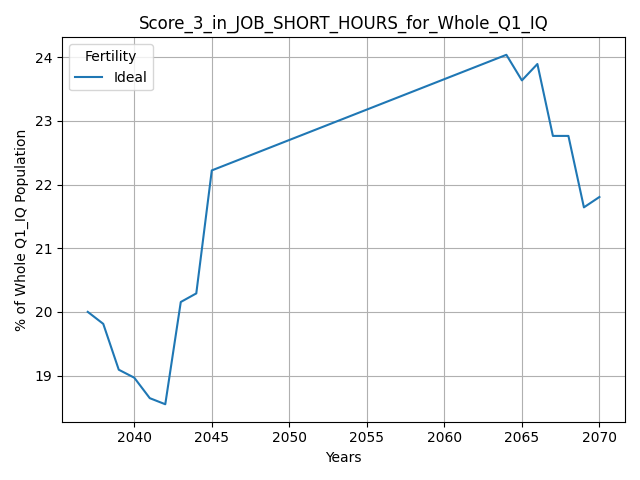 Score_3_in_JOB_SHORT_HOURS_for_Whole_Q1_IQ
Fertility
Ideal
% of Whole Q1_IQ Population
24
23
22
21
20
19
2040 2045 2050 2055 2060 2065 2070
Years